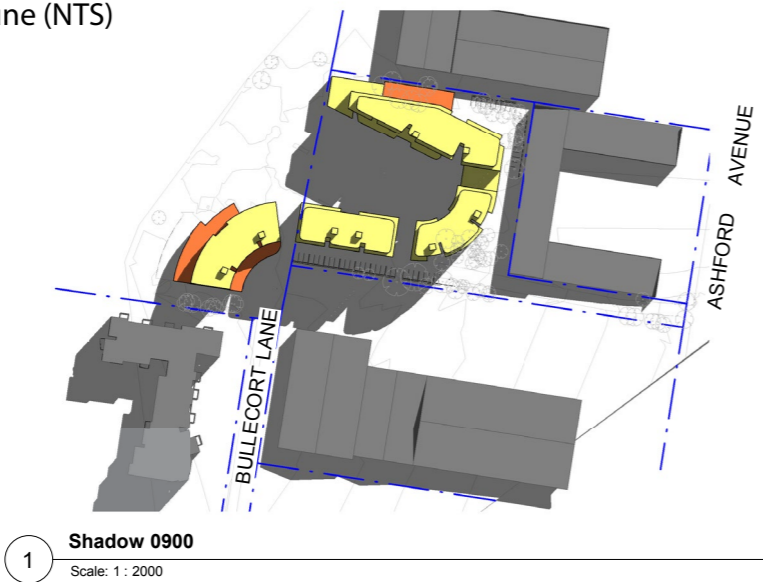 ne (NTS)
AVENUE
ASHFORD
BULLECORT LANE
1
Shadow 0900
Scale: 1 : 2000